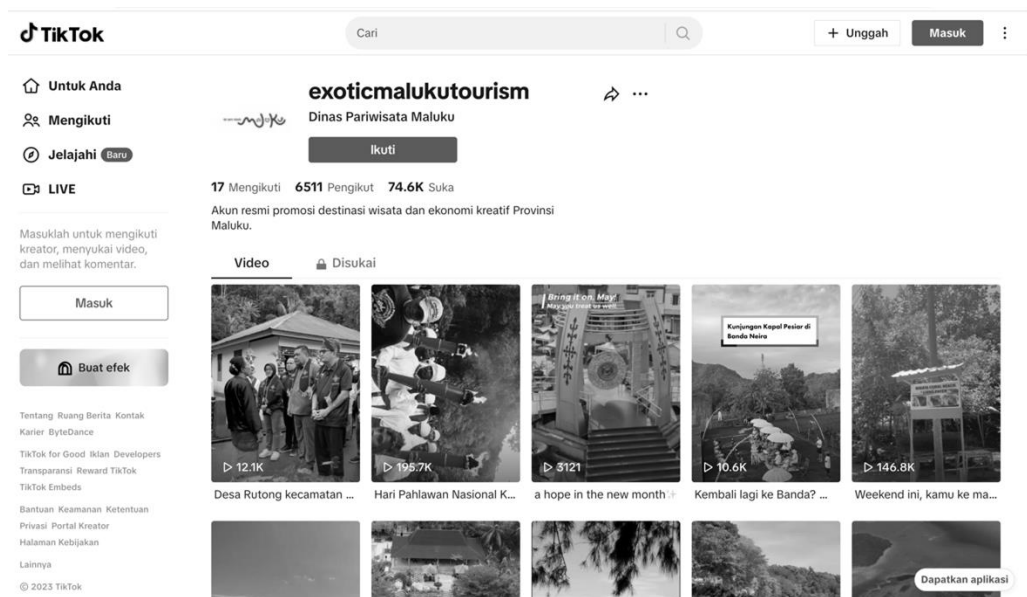 TikTok
Cari
+ Unggah
Masuk
Untuk Anda
Mengikuti
Jelajahi Baru
LIVE
Masuklah untuk mengikuti
kreator, menyukai video,
dan melihat komentar.
Masuk
Buat efek
Tentang Ruang Berita Kontak
Karier ByteDance
TikTok for Good Iklan Developers
Transparansi Reward TikTok
TikTok Embeds
Bantuan Keamanan Ketentuan
Privasi Portal Kreator
Halaman Kebijakan
Lainnya
© 2023 TikTok
exoticmalukutourism
Dinas Pariwisata Maluku
Ikuti
17 Mengikuti 6511 Pengikut 74.6K Suka
Akun resmi promosi destinasi wisata dan ekonomi kreatif Provinsi
Maluku.
Video
Disukai
12.1K
Desa Rutong kecamatan ...
195.7K
Hari Pahlawan Nasional K...
Bring it on, May!
May you treat us well
3121
a hope in the new month
Kunjungan Kapal Pesiar di
Banda Neira
10.6K
Kembali lagi ke Banda? ...
146.8K
Weekend ini, kamu ke ma...
Dapatkan aplikasi